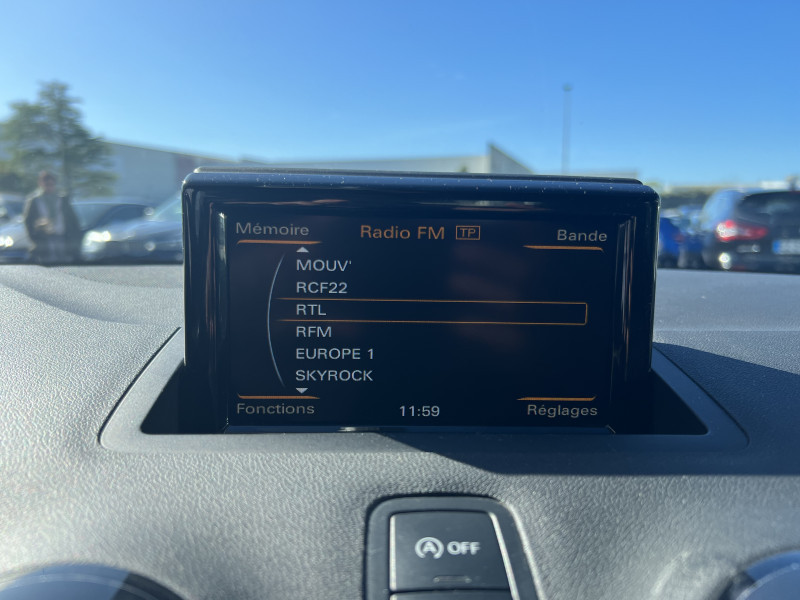 Mémoire Radio FM TP Bande
MOUV'
RCF22
RTL
RFM
EUROPE 1
SKYROCK
Fonctions 11:59 Réglages
A OFF